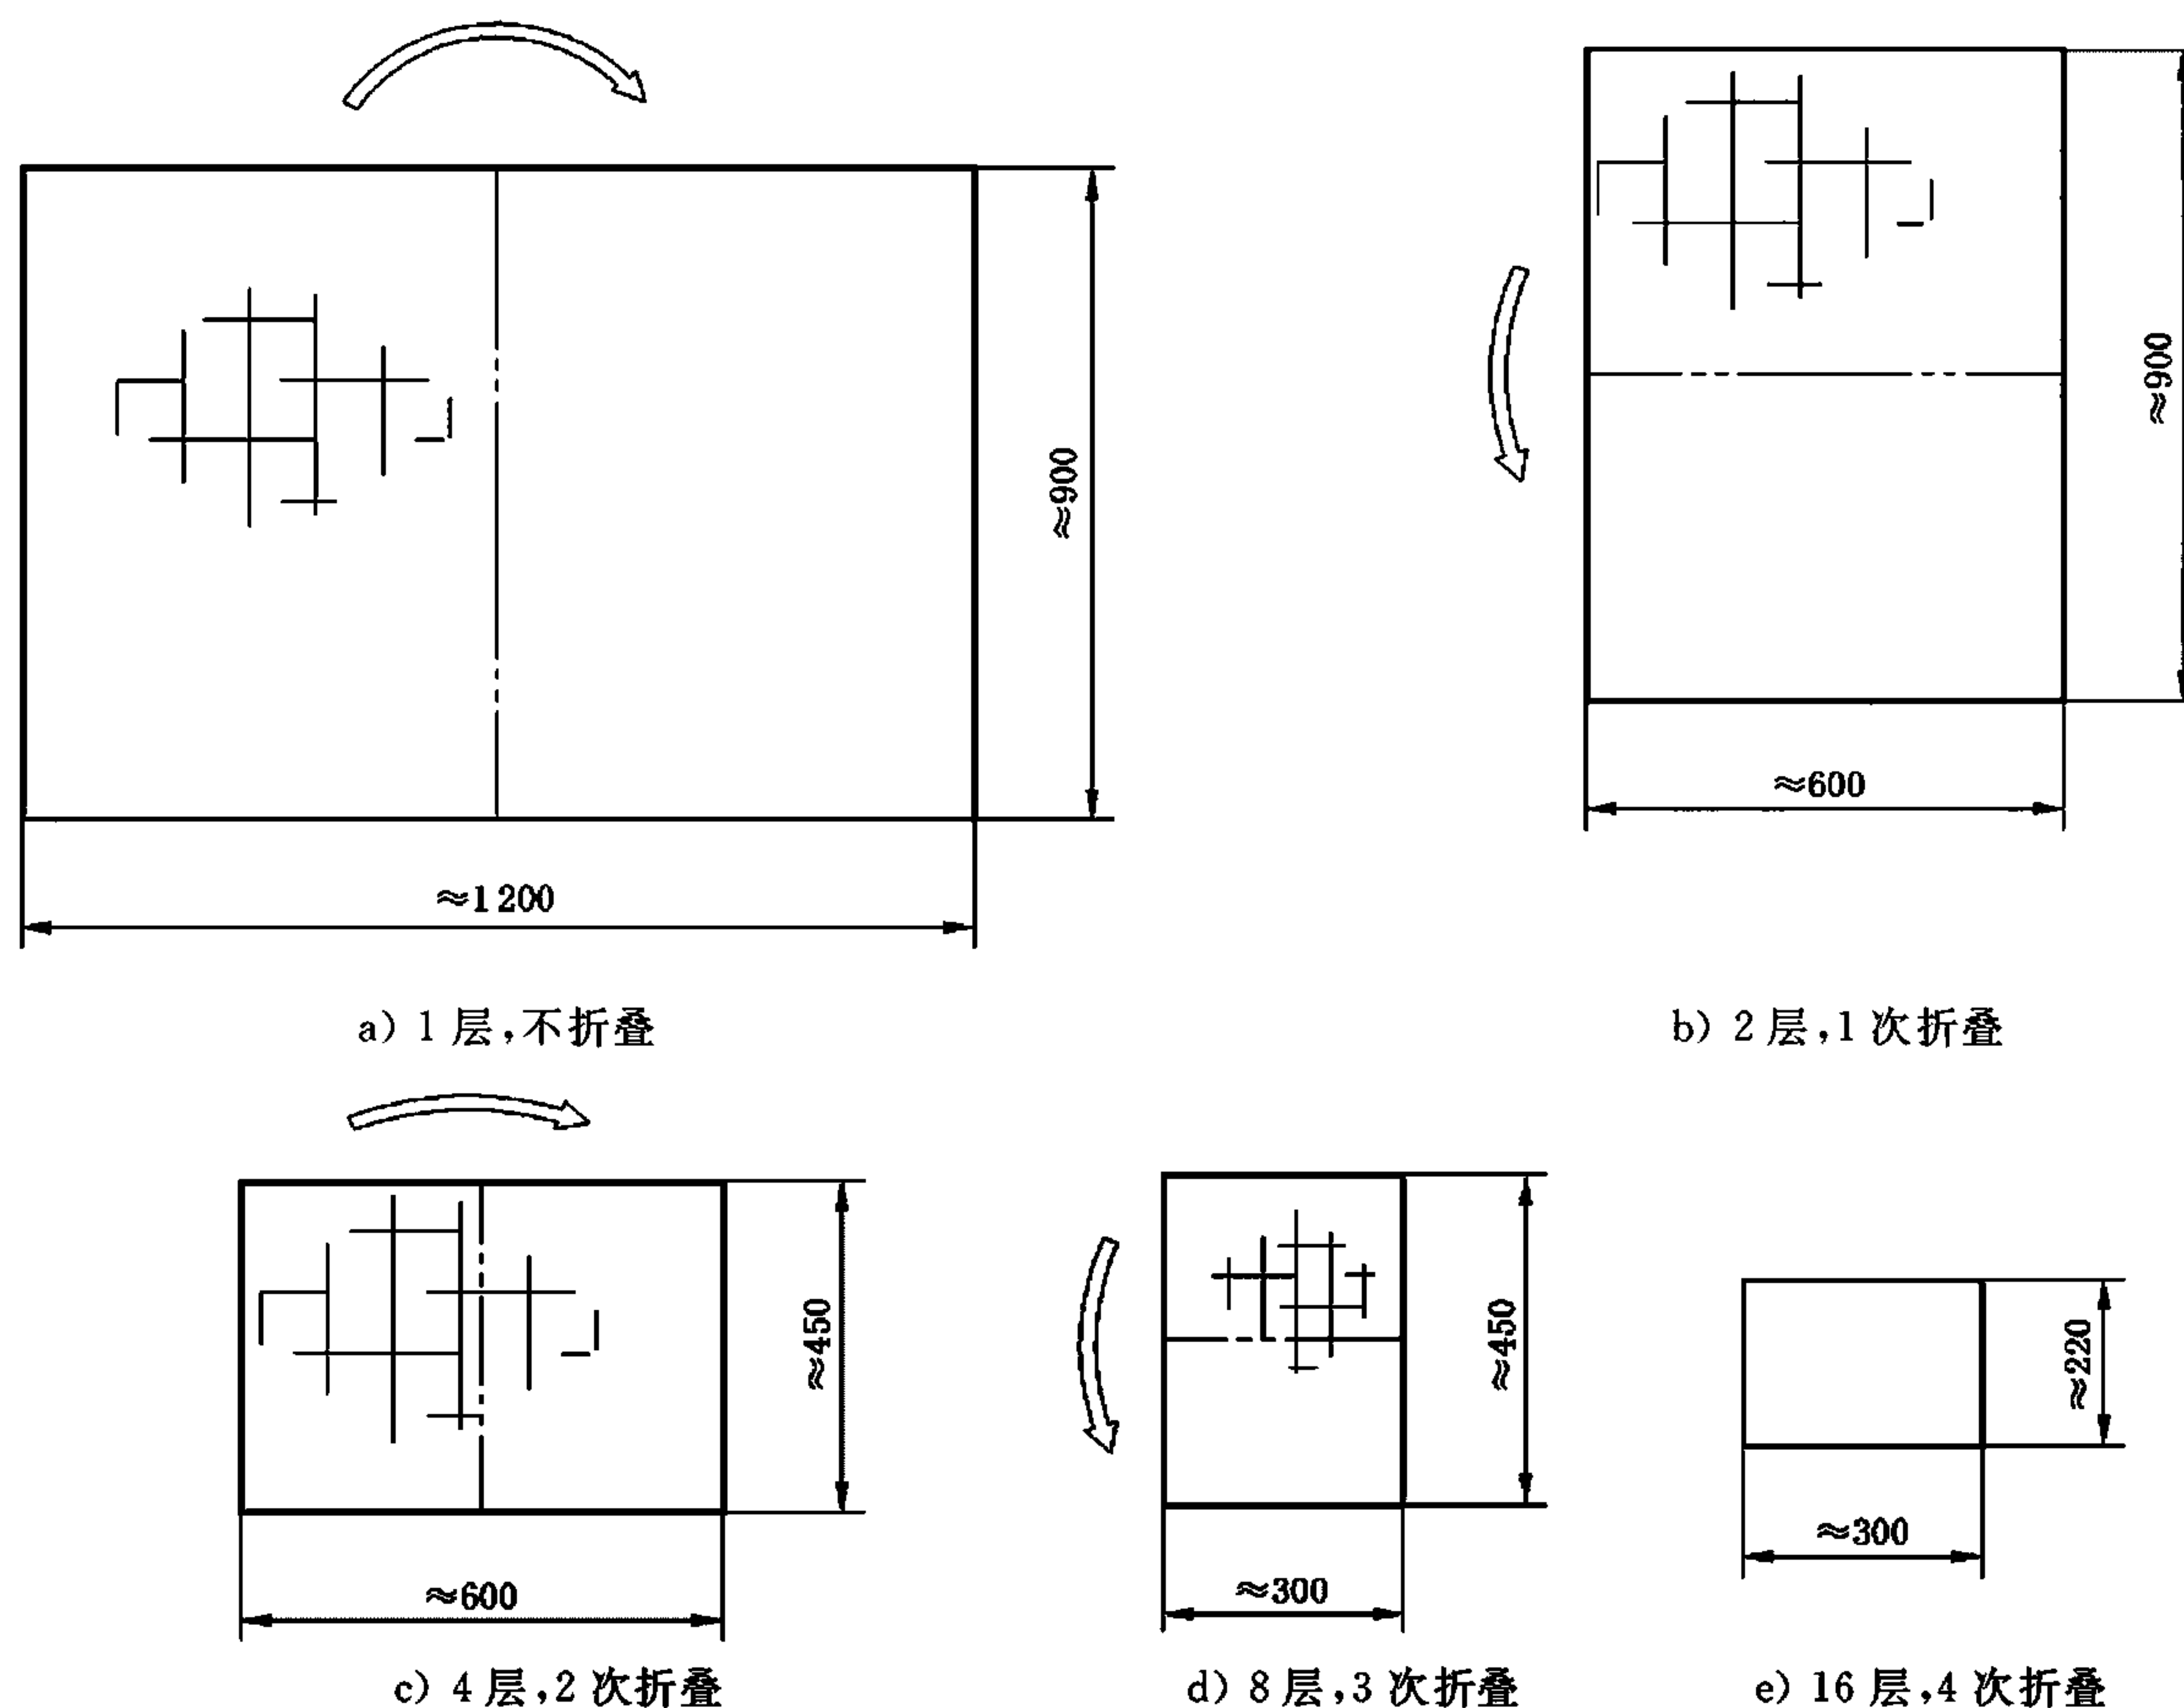 ≈900
≈1 200
a) 1 层,不折叠
≈900
≈600
b) 2 层,1 次折叠
≈450
≈600
c) 4 层,2 次折叠
≈450
≈300
d) 8 层,3 次折叠
≈220
≈300
e) 16 层,4 次折叠